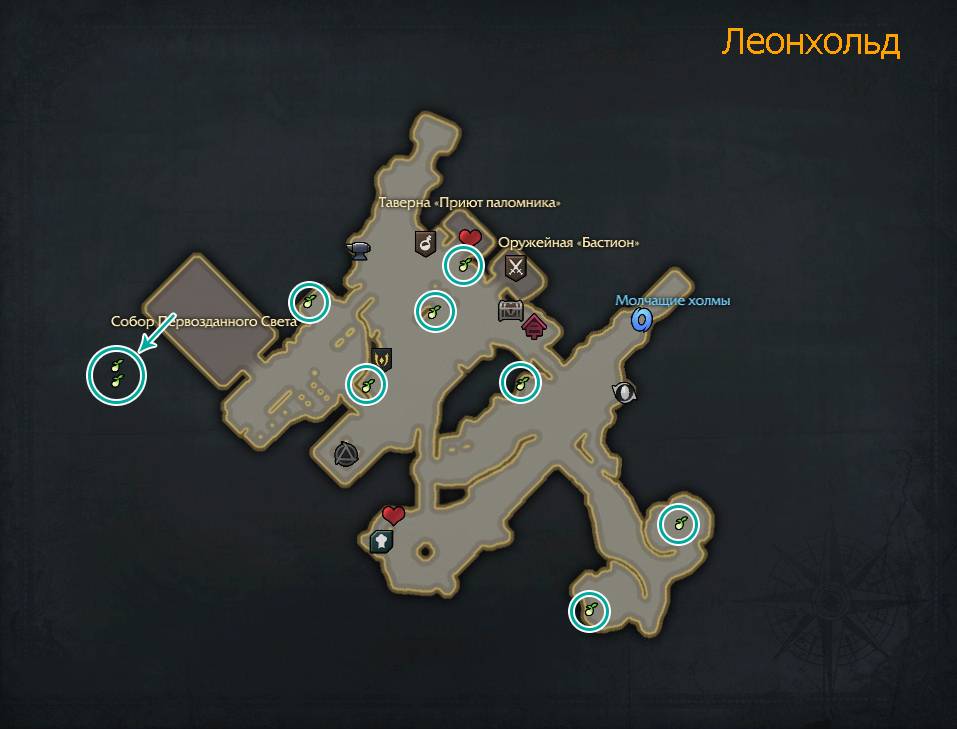 Леонхольд
Таверна «Приют паломника»
Оружейная «Бастион»
Молчащие холмы
Собор Первозданного Света